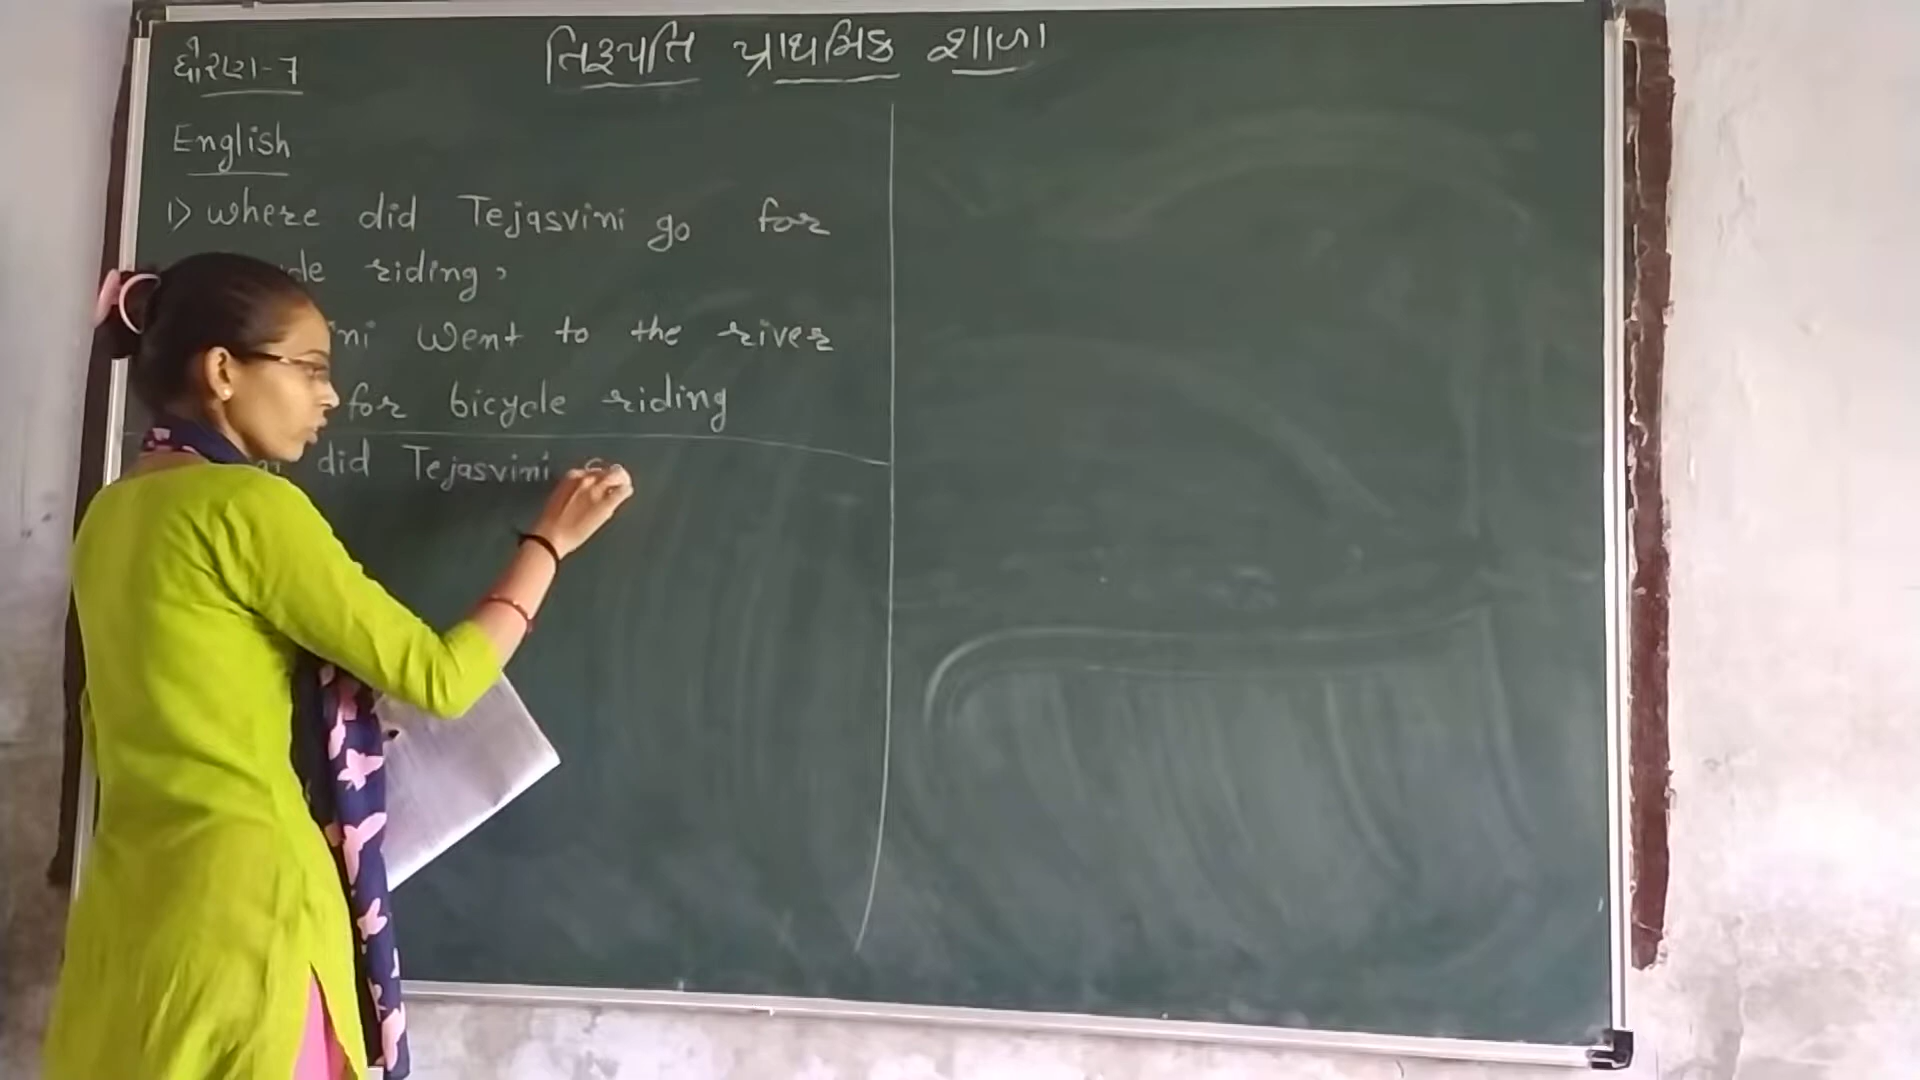 ધોરણ-7
તિરૂપતિ પ્રાથમિક શાળા
English
1) where did Tejasvini go for
riding?
went to the river
for bicycle riding
did Tejasvini